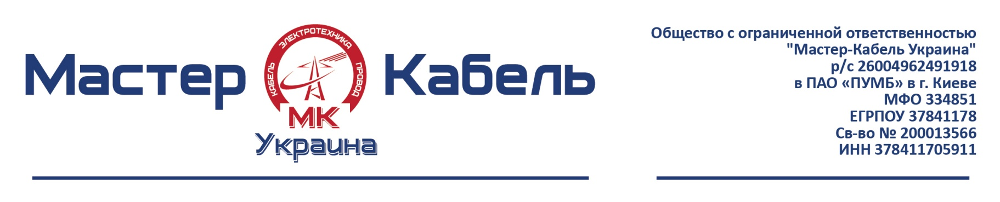 Мастер
КАБЕЛЬ ЭЛЕКТРОТЕХНИКА ПРОВОД
МК
Украина
Кабель
Общество с ограниченной ответственностью
"Мастер-Кабель Украина"
р/с 26004962491918
в ПАО «ПУМБ» в г. Киеве
МФО 334851
ЕГРПОУ 37841178
Св-во № 200013566
ИНН 378411705911